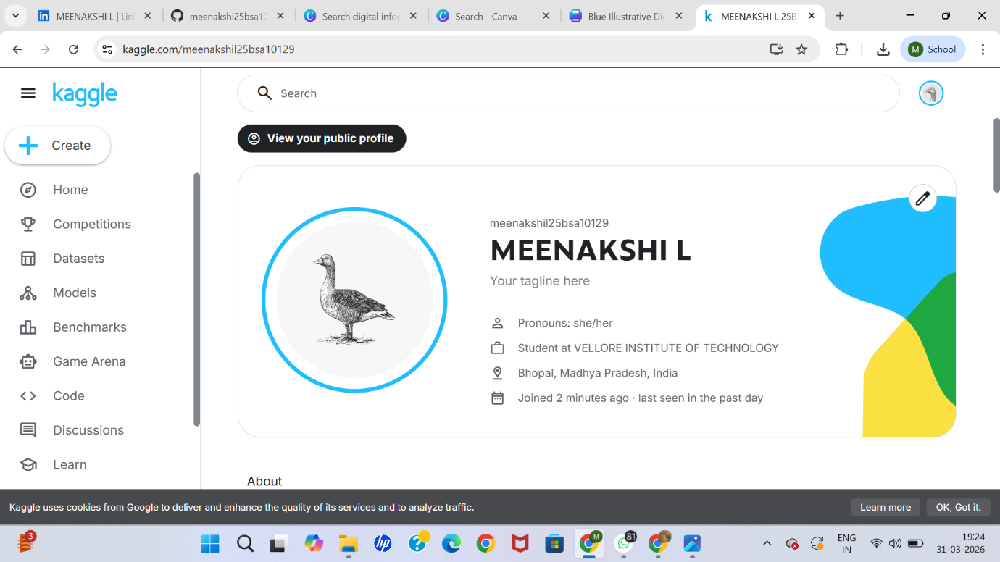 MEENAKSHI L | Lin
meenakshi25bsa10
Search digital infog
Search - Canva
Blue Illustrative Dig
k MEENAKSHI L 25B
kaggle.com/meenakshil25bsa10129
M School
kaggle
Search
Create
View your public profile
Home
Competitions
Datasets
Models
Benchmarks
Game Arena
Code
Discussions
Learn
meenakshil25bsa10129
MEENAKSHI L
Your tagline here
Pronouns: she/her
Student at VELLORE INSTITUTE OF TECHNOLOGY
Bhopal, Madhya Pradesh, India
Joined 2 minutes ago · last seen in the past day
About
Kaggle uses cookies from Google to deliver and enhance the quality of its services and to analyze traffic.
Learn more
OK, Got it.
3
hp
M
81
ENG
IN
19:24
31-03-2026